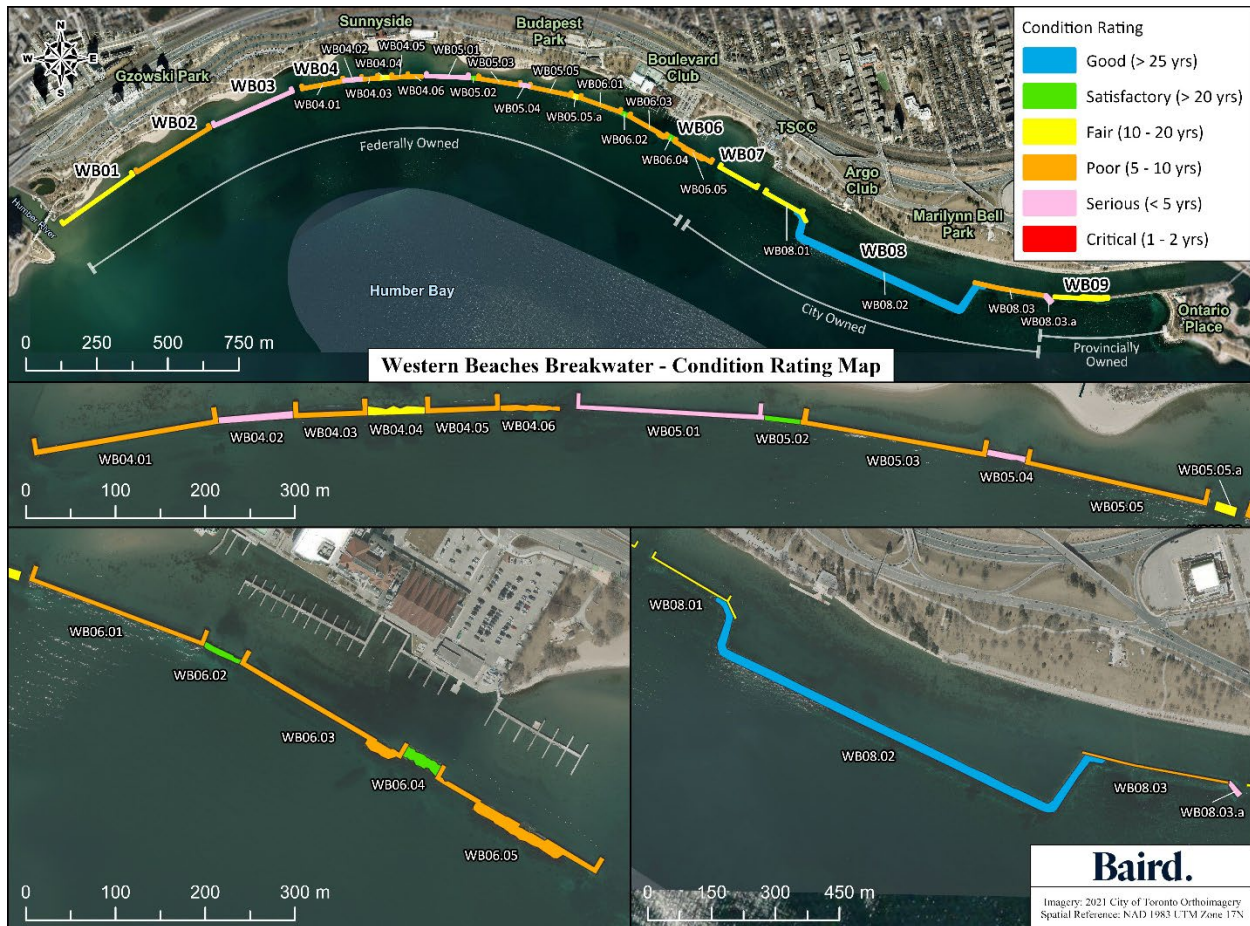 Sunnyside
Budapest
Park
Boulevard
Club
Gzowski Park
WB04.02
WB04.05
WB04.04
WB05.01
WB05.03
WB05.05
WB06.01
WB06.03
WB03
WB04
WB04.01
WB04.03
WB04.06
WB05.02
WB05.04
WB05.05.a
WB06.02
WB06.04
WB06.05
WB02
WB01
WB06
WB07
TSCC
Argo
Club
Marilynn Bell
Park
N
W
E
S
Federally Owned
Humber River
WB08.01
WB08
WB08.02
WB08.03
WB08.03.a
WB09
Ontario
Place
Humber Bay
City Owned
Provincially
Owned
0 250 500 750 m
Western Beaches Breakwater - Condition Rating Map
Condition Rating
Good (> 25 yrs)
Satisfactory (> 20 yrs)
Fair (10 - 20 yrs)
Poor (5 - 10 yrs)
Serious (< 5 yrs)
Critical (1 - 2 yrs)
WB04.01
WB04.02
WB04.03
WB04.04
WB04.05
WB04.06
WB05.01
WB05.02
WB05.03
WB05.04
WB05.05
WB05.05.a
0 100 200 300 m
WB06.01
WB06.02
WB06.03
WB06.04
WB06.05
0 100 200 300 m
WB08.01
WB08.02
WB08.03
WB08.03.a
0 150 300 450 m
Baird.
Imagery: 2021 City of Toronto Orthoimagery
Spatial Reference: NAD 1983 UTM Zone 17N